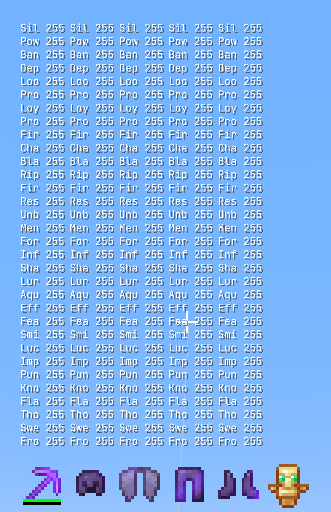 Sil 255 Sil 255 Sil 255 Sil 255 Sil 255
Pow 255 Pow 255 Pow 255 Pow 255 Pow 255
Ban 255 Ban 255 Ban 255 Ban 255 Ban 255
Dep 255 Dep 255 Dep 255 Dep 255 Dep 255
Loo 255 Loo 255 Loo 255 Loo 255 Loo 255
Pro 255 Pro 255 Pro 255 Pro 255 Pro 255
Loy 255 Loy 255 Loy 255 Loy 255 Loy 255
Pro 255 Pro 255 Pro 255 Pro 255 Pro 255
Fir 255 Fir 255 Fir 255 Fir 255 Fir 255
Cha 255 Cha 255 Cha 255 Cha 255 Cha 255
Bla 255 Bla 255 Bla 255 Bla 255 Bla 255
Rip 255 Rip 255 Rip 255 Rip 255 Rip 255
Fir 255 Fir 255 Fir 255 Fir 255 Fir 255
Res 255 Res 255 Res 255 Res 255 Res 255
Unb 255 Unb 255 Unb 255 Unb 255 Unb 255
Men 255 Men 255 Men 255 Men 255 Men 255
For 255 For 255 For 255 For 255 For 255
Inf 255 Inf 255 Inf 255 Inf 255 Inf 255
Sha 255 Sha 255 Sha 255 Sha 255 Sha 255
Lur 255 Lur 255 Lur 255 Lur 255 Lur 255
Aqu 255 Aqu 255 Aqu 255 Aqu 255 Aqu 255
Eff 255 Eff 255 Eff 255 Eff 255 Eff 255
Fea 255 Fea 255 Fea 255 Fea 255 Fea 255
Smi 255 Smi 255 Smi 255 Smi 255 Smi 255
Luc 255 Luc 255 Luc 255 Luc 255 Luc 255
Imp 255 Imp 255 Imp 255 Imp 255 Imp 255
Pun 255 Pun 255 Pun 255 Pun 255 Pun 255
Kno 255 Kno 255 Kno 255 Kno 255 Kno 255
Fla 255 Fla 255 Fla 255 Fla 255 Fla 255
Tho 255 Tho 255 Tho 255 Tho 255 Tho 255
Swe 255 Swe 255 Swe 255 Swe 255 Swe 255
Fro 255 Fro 255 Fro 255 Fro 255 Fro 255